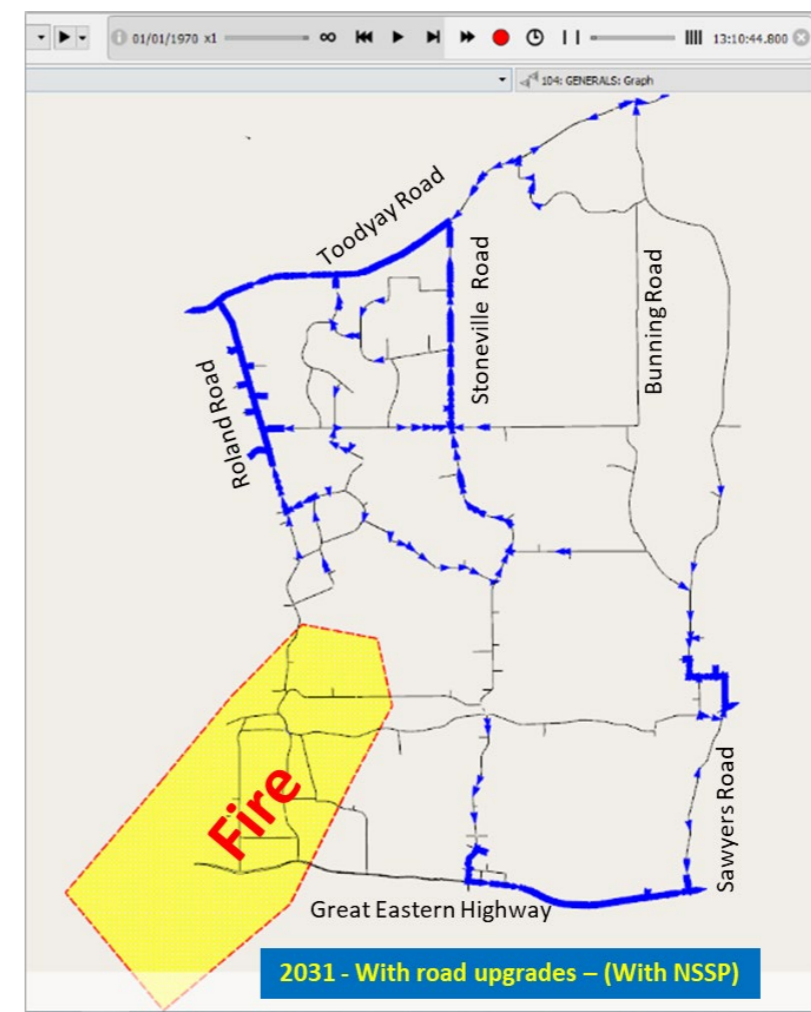 01/01/1970 x1
13:10:44.800
104: GENERALS: Graph
Toodyay Road
Stoneville Road
Bunning Road
Roland Road
Fire
Sawyers Road
Great Eastern Highway
2031 - With road upgrades – (With NSSP)